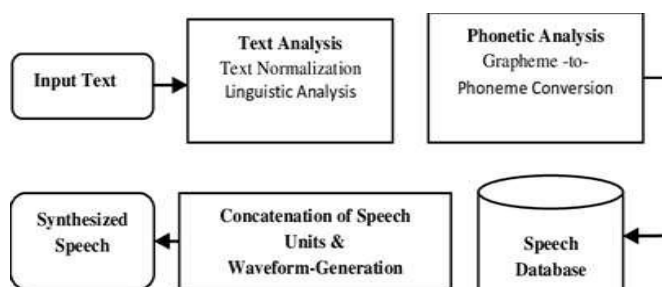 Input Text
Text Analysis
Text Normalization
Linguistic Analysis
Phonetic Analysis
Grapheme -to-
Phoneme Conversion
Synthesized
Speech
Concatenation of Speech
Units &
Waveform-Generation
Speech
Database